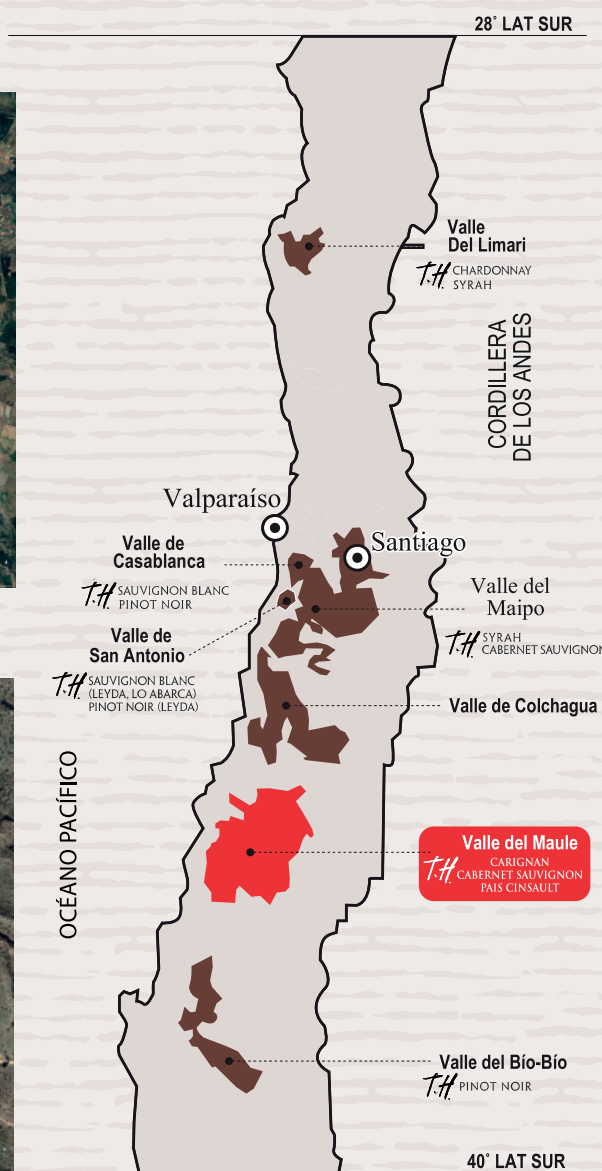 28° LAT SUR
Valle
Del Limari
T.H. CHARDONNAY
SYRAH
CORDILLERA
DE LOS ANDES
Valparaíso
Santiago
Valle de
Casablanca
T.H. SAUVIGNON BLANC
PINOT NOIR
Valle del
Maipo
T.H. SYRAH
CABERNET SAUVIGNON
Valle de
San Antonio
T.H. SAUVIGNON BLANC
(LEYDA, LO ABARCA)
PINOT NOIR (LEYDA)
Valle de Colchagua
OCÉANO PACÍFICO
Valle del Maule
T.H. CARIGNAN
CABERNET SAUVIGNON
PAIS CINSAULT
Valle del Bío-Bío
T.H. PINOT NOIR
40° LAT SUR